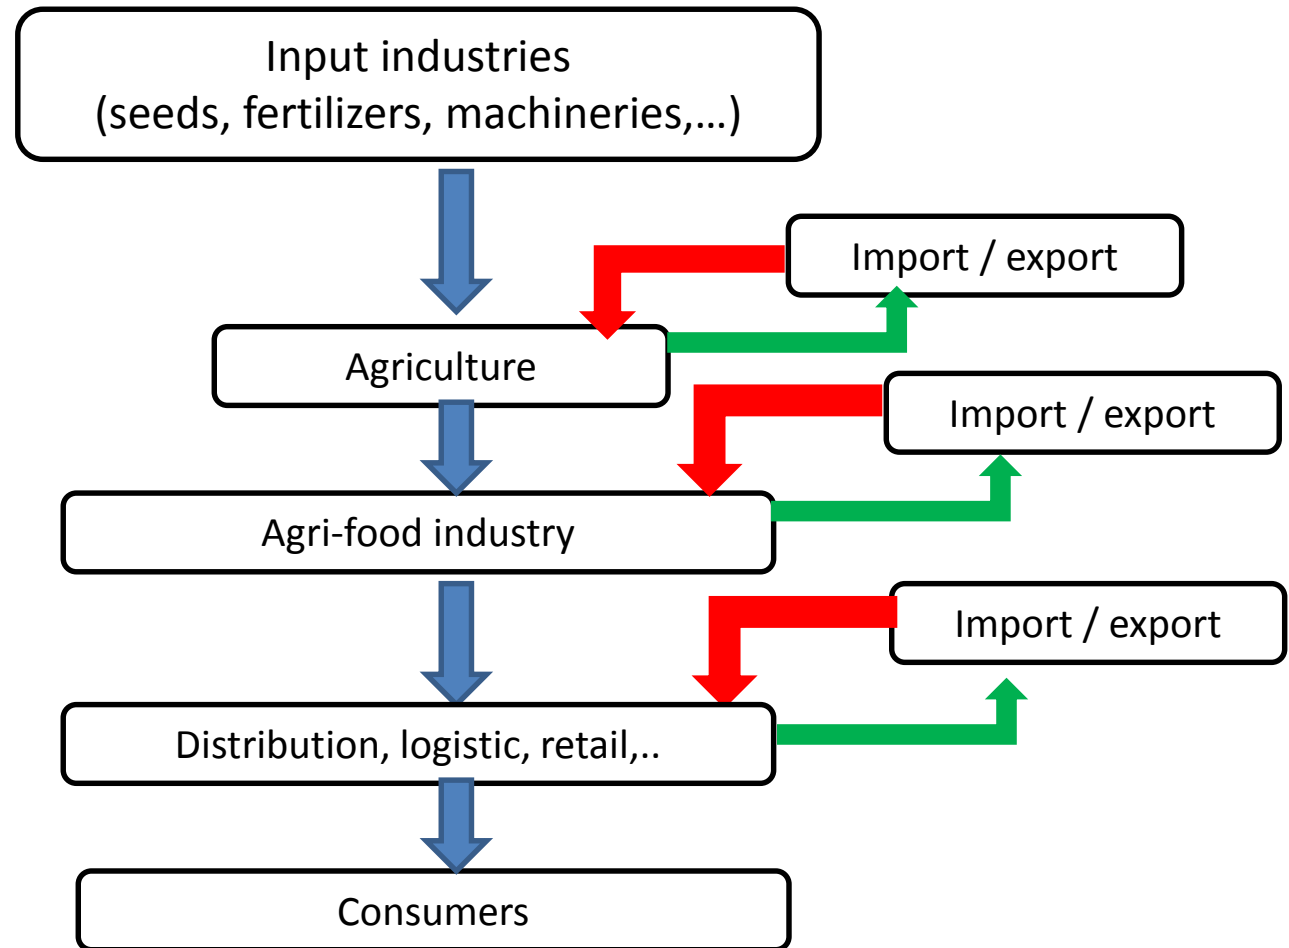 Input industries
(seeds, fertilizers, machineries,...)
Import / export
Agriculture
Import / export
Agri-food industry
Import / export
Distribution, logistic, retail,..
Consumers